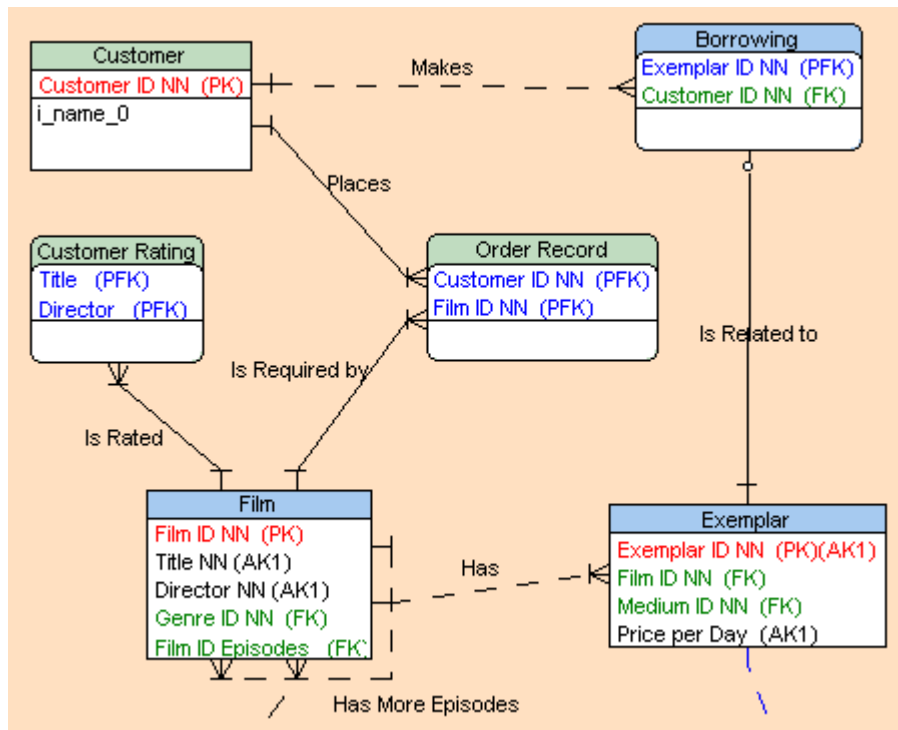 Customer
Customer ID NN (PK)
i_name_0
Makes
Borrowing
Exemplar ID NN (PFK)
Customer ID NN (FK)
Places
Customer Rating
Title (PFK)
Director (PFK)
Order Record
Customer ID NN (PFK)
Film ID NN (PFK)
Is Related to
Is Required by
Is Rated
Film
Film ID NN (PK)
Title NN (AK1)
Director NN (AK1)
Genre ID NN (FK)
Film ID Episodes (FK)
Has
Exemplar
Exemplar ID NN (PK)(AK1)
Film ID NN (FK)
Medium ID NN (FK)
Price per Day (AK1)
Has More Episodes